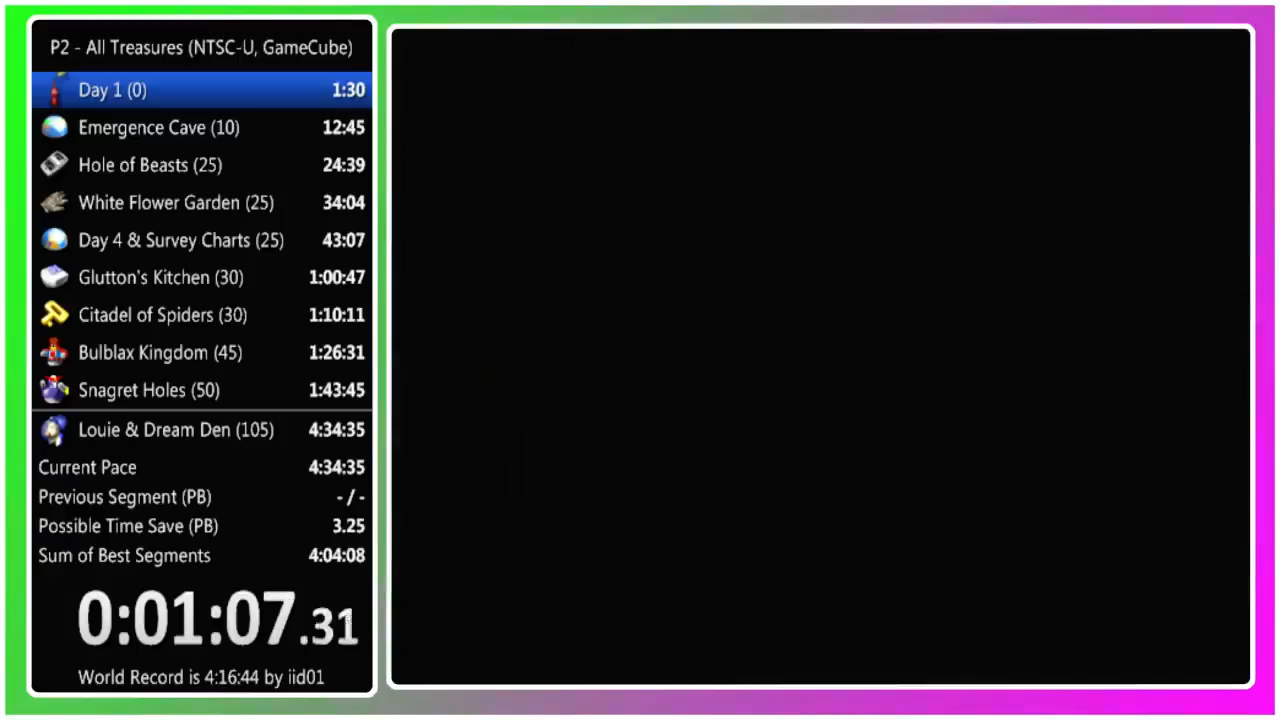 P2 - All Treasures (NTSC-U, GameCube)
Day 1 (0) 1:30
Emergence Cave (10) 12:45
Hole of Beasts (25) 24:39
White Flower Garden (25) 34:04
Day 4 & Survey Charts (25) 43:07
Glutton's Kitchen (30) 1:00:47
Citadel of Spiders (30) 1:10:11
Bulblax Kingdom (45) 1:26:31
Snagret Holes (50) 1:43:45
Louie & Dream Den (105) 4:34:35
Current Pace 4:34:35
Previous Segment (PB) - / -
Possible Time Save (PB) 3.25
Sum of Best Segments 4:04:08
0:01:07.31
World Record is 4:16:44 by iid01